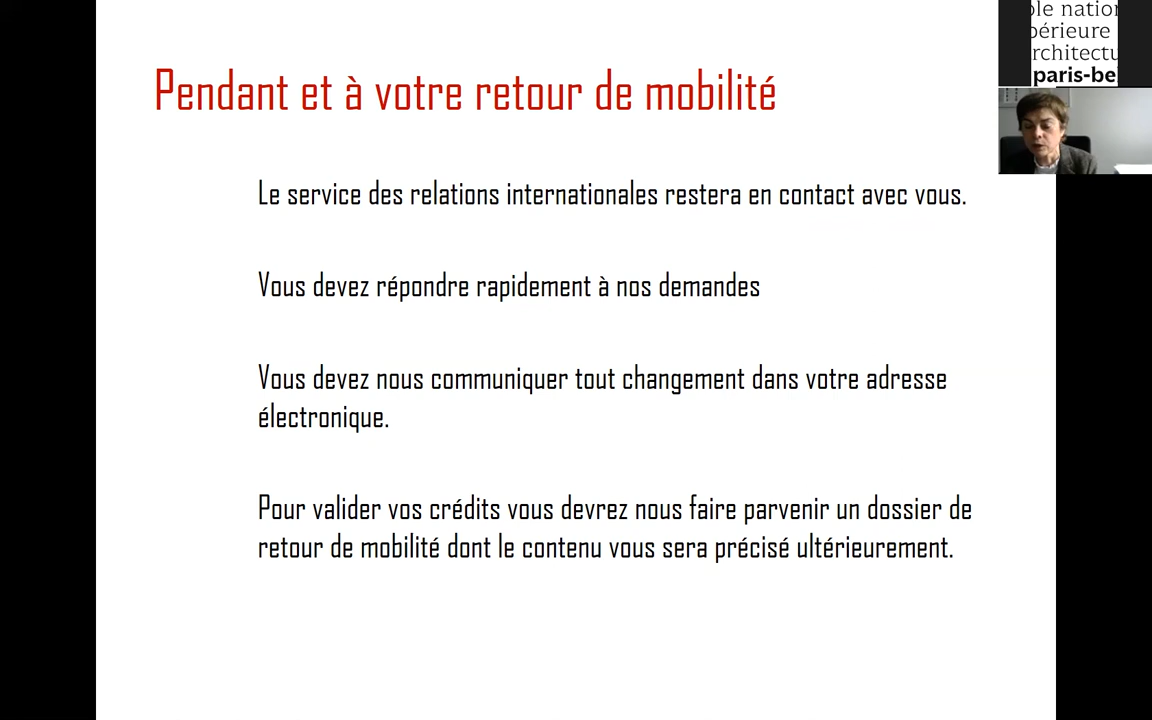 ole nation
périeure
architectu
paris-be
Pendant et à votre retour de mobilité
Le service des relations internationales restera en contact avec vous.
Vous devez répondre rapidement à nos demandes
Vous devez nous communiquer tout changement dans votre adresse
électronique.
Pour valider vos crédits vous devrez nous faire parvenir un dossier de
retour de mobilité dont le contenu vous sera précisé ultérieurement.